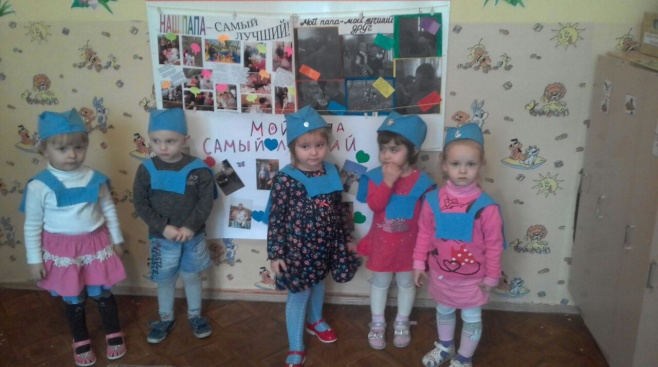 НАШ ПАПА - САМЫЙ
ЛУЧШИЙ!
Мой папа - мой лучший
друг
МОЙ
САМЫЙ